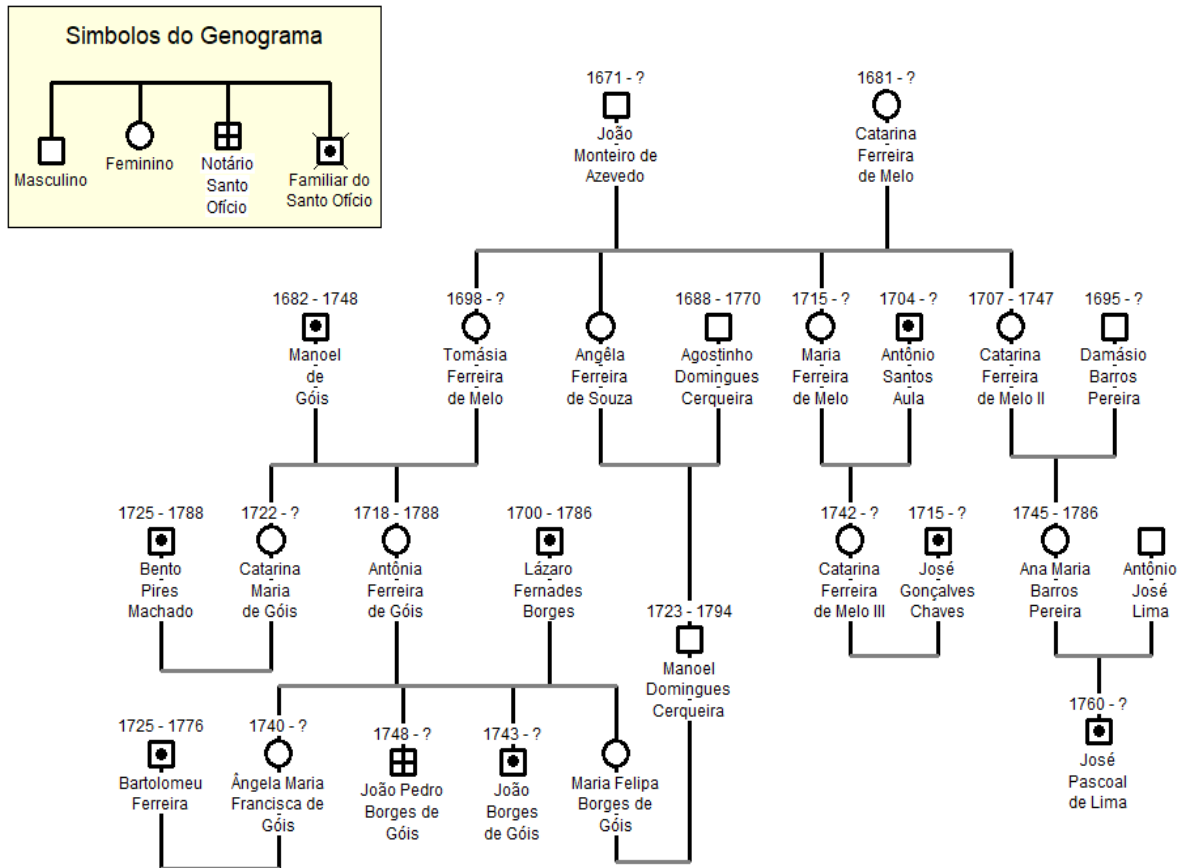 Simbolos do Genograma
Masculino
Feminino
Notário
Santo
Ofício
Familiar do
Santo Ofício
1671 - ?
João
Monteiro de
Azevedo
1681 - ?
Catarina
Ferreira
de Melo
1682 - 1748
Manoel
de
Góis
1698 - ?
Tomásia
Ferreira
de Melo
Angêla
Ferreira
de Souza
1688 - 1770
Agostinho
Domingues
Cerqueira
1715 - ?
Maria
Ferreira
de Melo
1704 - ?
Antônio
Santos
Aula
1707 - 1747
Catarina
Ferreira
de Melo II
1695 - ?
Damásio
Barros
Pereira
1725 - 1788
Bento
Pires
Machado
1722 - ?
Catarina
Maria
de Góis
1718 - 1788
Antônia
Ferreira
de Góis
1700 - 1786
Lázaro
Fernades
Borges
1723 - 1794
Manoel
Domingues
Cerqueira
1742 - ?
Catarina
Ferreira
de Melo III
1715 - ?
José
Gonçalves
Chaves
1745 - 1786
Ana Maria
Barros
Pereira
Antônio
José
Lima
1725 - 1776
Bartolomeu
Ferreira
1740 - ?
Ângela Maria
Francisca de
Góis
1748 - ?
João Pedro
Borges de
Góis
1743 - ?
João
Borges
de Góis
Maria Felipa
Borges de
Góis
1760 - ?
José
Pascoal
de Lima